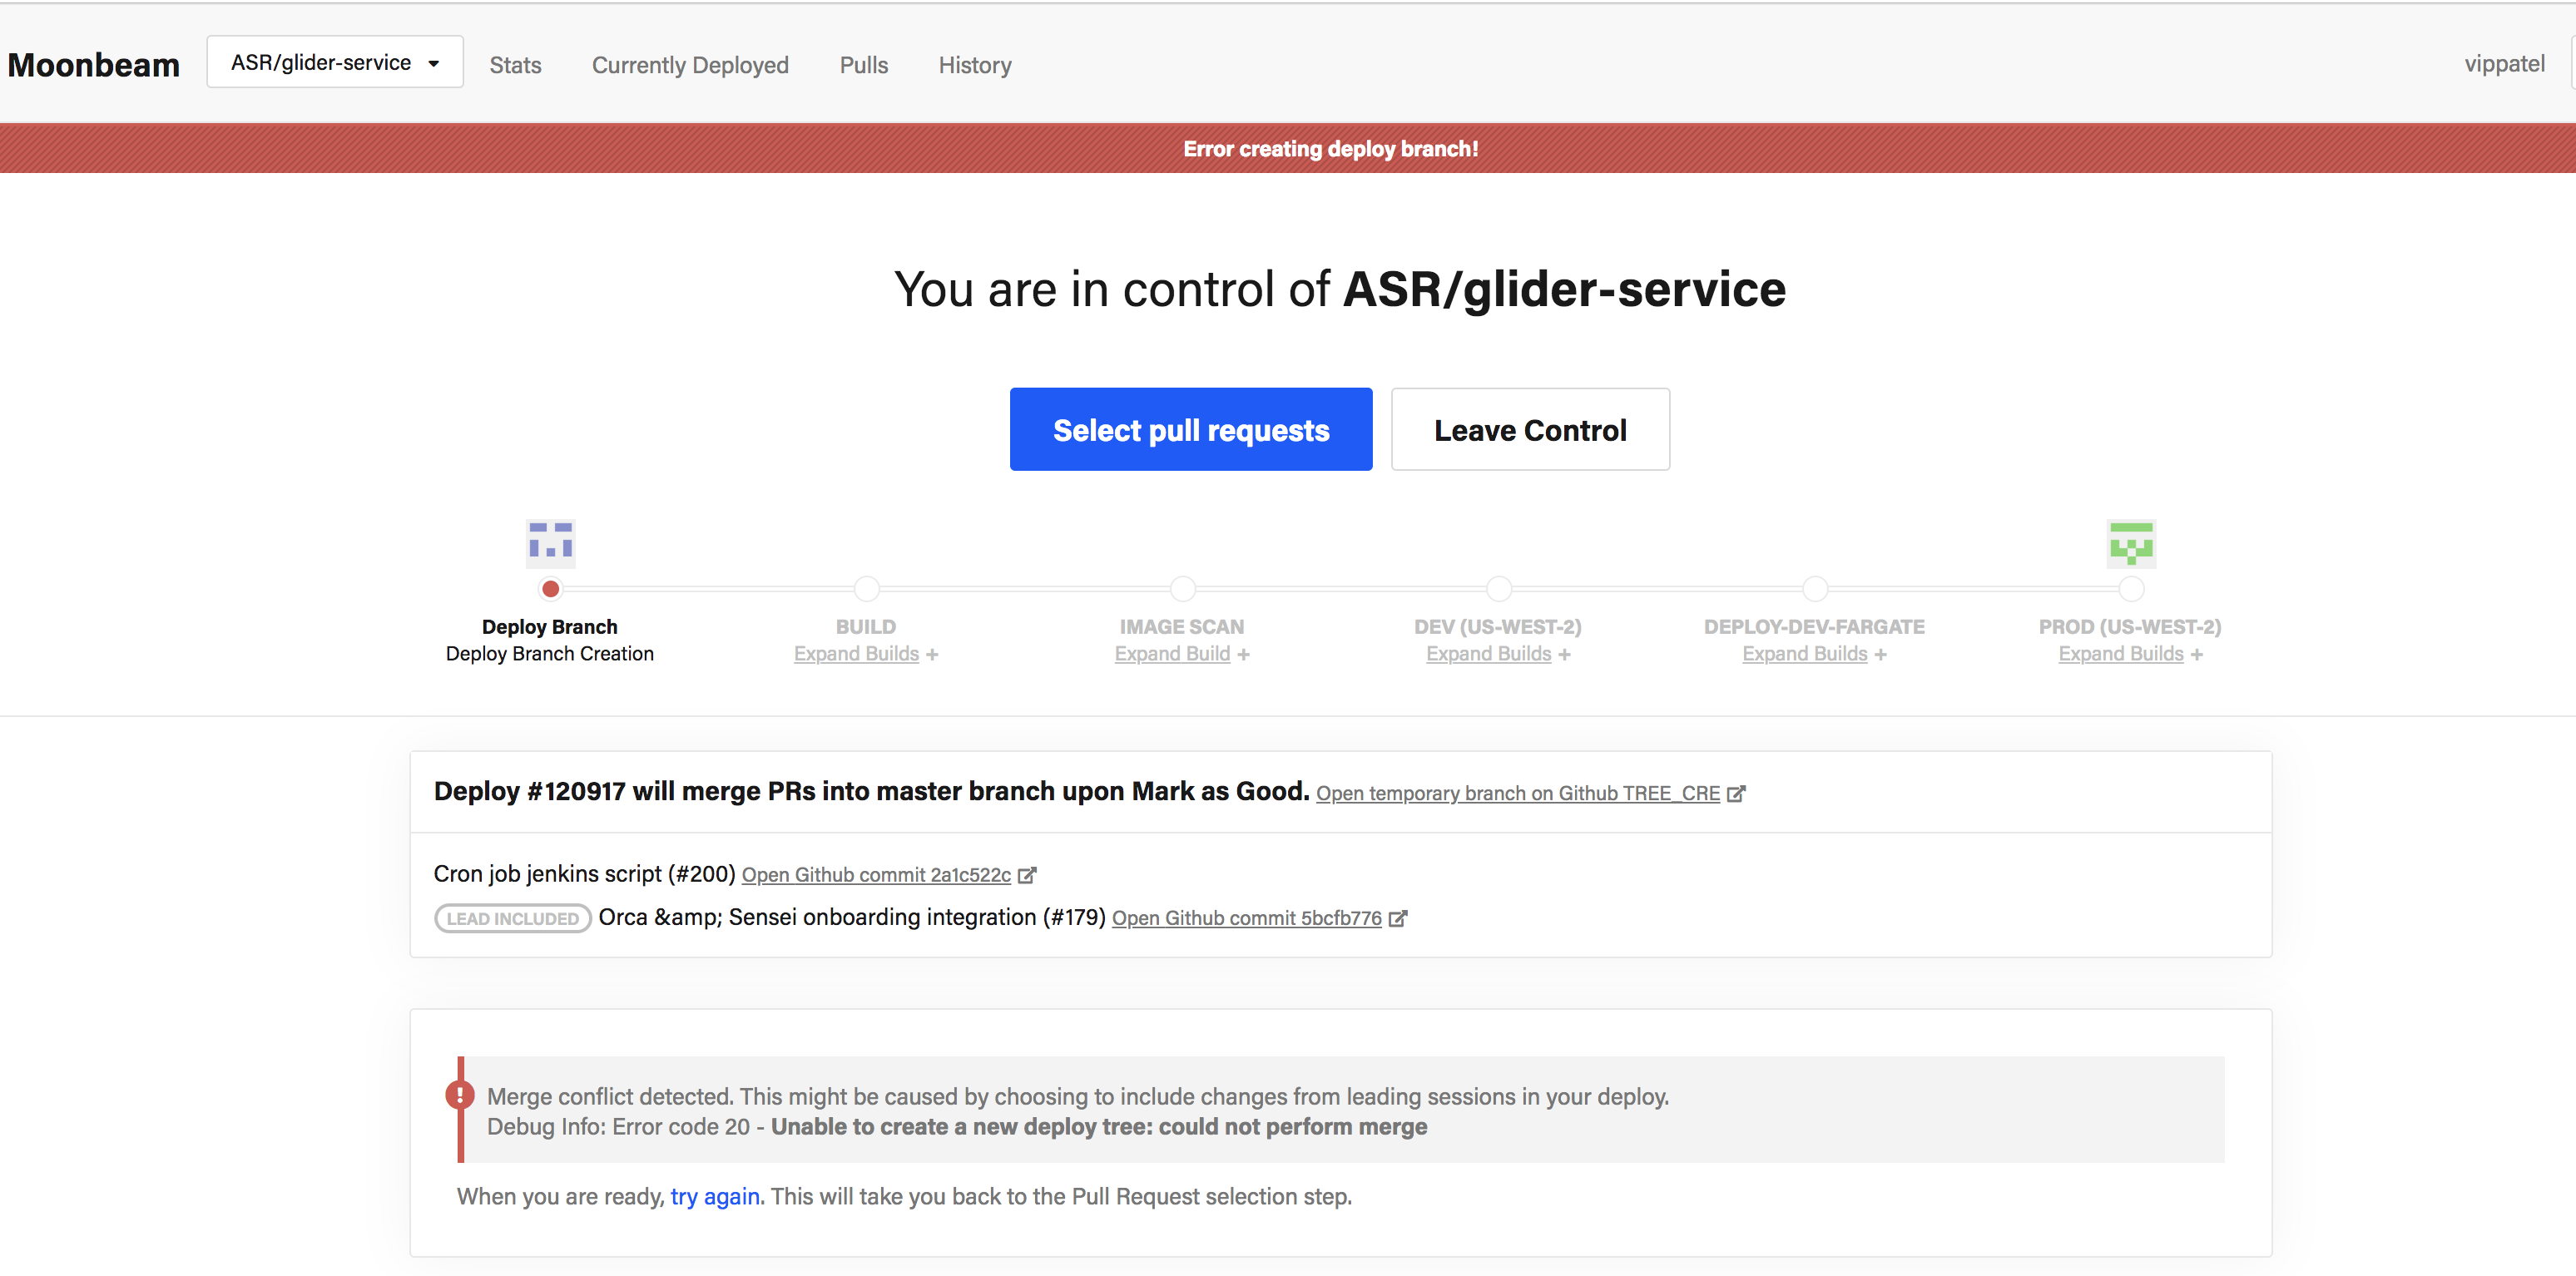 Moonbeam ASR/glider-service Stats Currently Deployed Pulls History vippatel
Error creating deploy branch!
You are in control of ASR/glider-service
Select pull requests Leave Control
Deploy Branch BUILD IMAGE SCAN DEV (US-WEST-2) DEPLOY-DEV-FARGATE PROD (US-WEST-2)
Deploy Branch Creation Expand Builds + Expand Build + Expand Builds + Expand Builds + Expand Builds +
Deploy #120917 will merge PRs into master branch upon Mark as Good. Open temporary branch on Github TREE_CRE
Cron job jenkins script (#200) Open Github commit 2a1c522c
LEAD INCLUDED Orca &amp; Sensei onboarding integration (#179) Open Github commit 5bcfb776
Merge conflict detected. This might be caused by choosing to include changes from leading sessions in your deploy.
Debug Info: Error code 20 - Unable to create a new deploy tree: could not perform merge
When you are ready, try again. This will take you back to the Pull Request selection step.